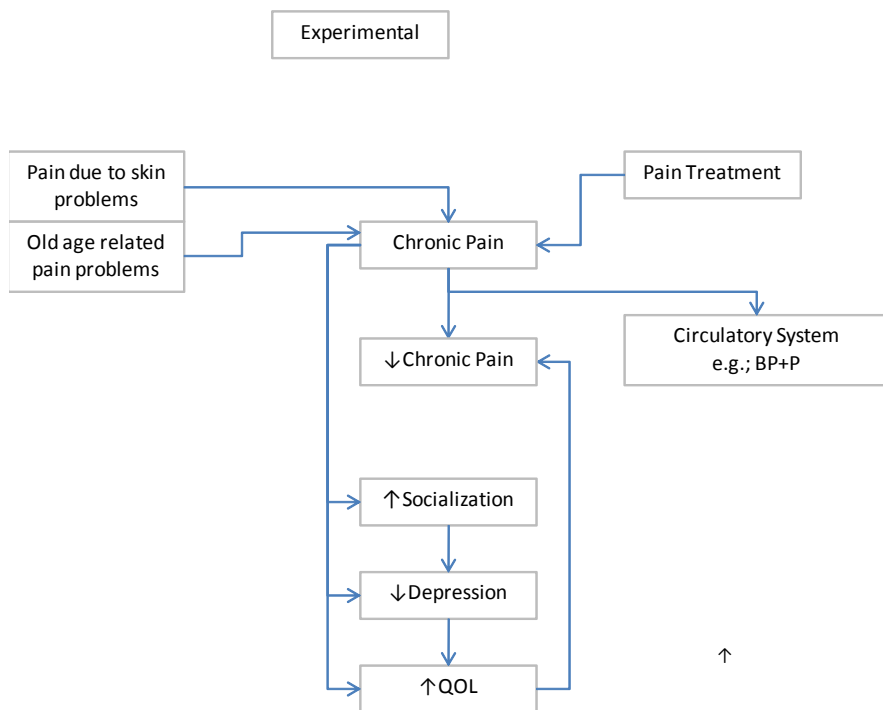 Experimental
Pain due to skin
problems
Pain Treatment
Old age related
pain problems
Chronic Pain
Circulatory System
e.g.; BP+P
↓Chronic Pain
↑Socialization
↓Depression
↑
↑QOL